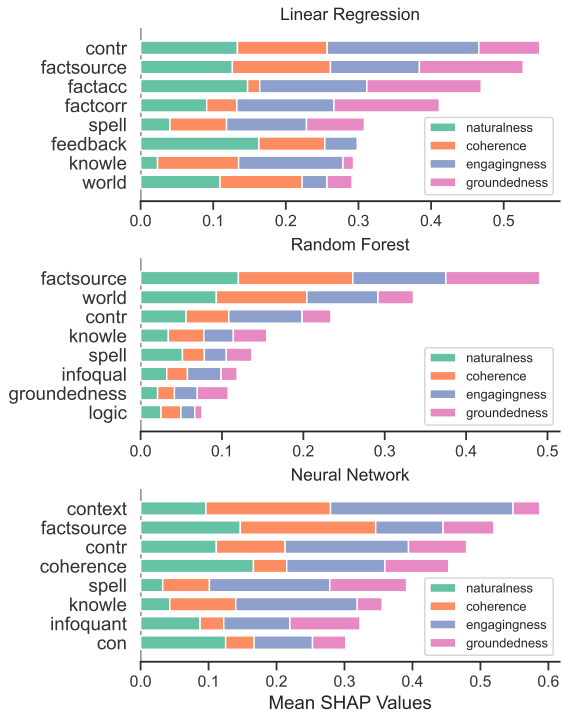 Linear Regression
contr
factsource
factacc
factcorr
spell
feedback
knowle
world
naturalness
coherence
engagingness
groundedness
0.0 0.1 0.2 0.3 0.4 0.5
Random Forest
factsource
world
contr
knowle
spell
infoqual
groundedness
logic
naturalness
coherence
engagingness
groundedness
0.0 0.1 0.2 0.3 0.4 0.5
Neural Network
context
factsource
contr
coherence
spell
knowle
infoquant
con
naturalness
coherence
engagingness
groundedness
0.0 0.1 0.2 0.3 0.4 0.5 0.6
Mean SHAP Values